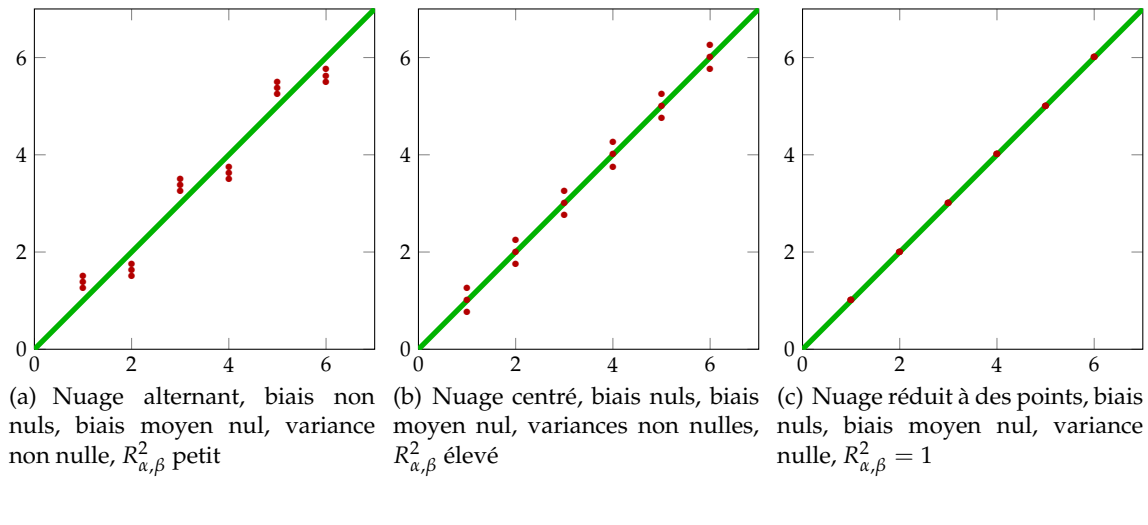 6
4
2
0
0 2 4 6
(a) Nuage alternant, biais non
nuls, biais moyen nul, variance
non nulle, R²α,β petit
6
4
2
0
0 2 4 6
(b) Nuage centré, biais nuls, biais
moyen nul, variances non nulles,
R²α,β élevé
6
4
2
0
0 2 4 6
(c) Nuage réduit à des points, biais
nuls, biais moyen nul, variance
nulle, R²α,β = 1